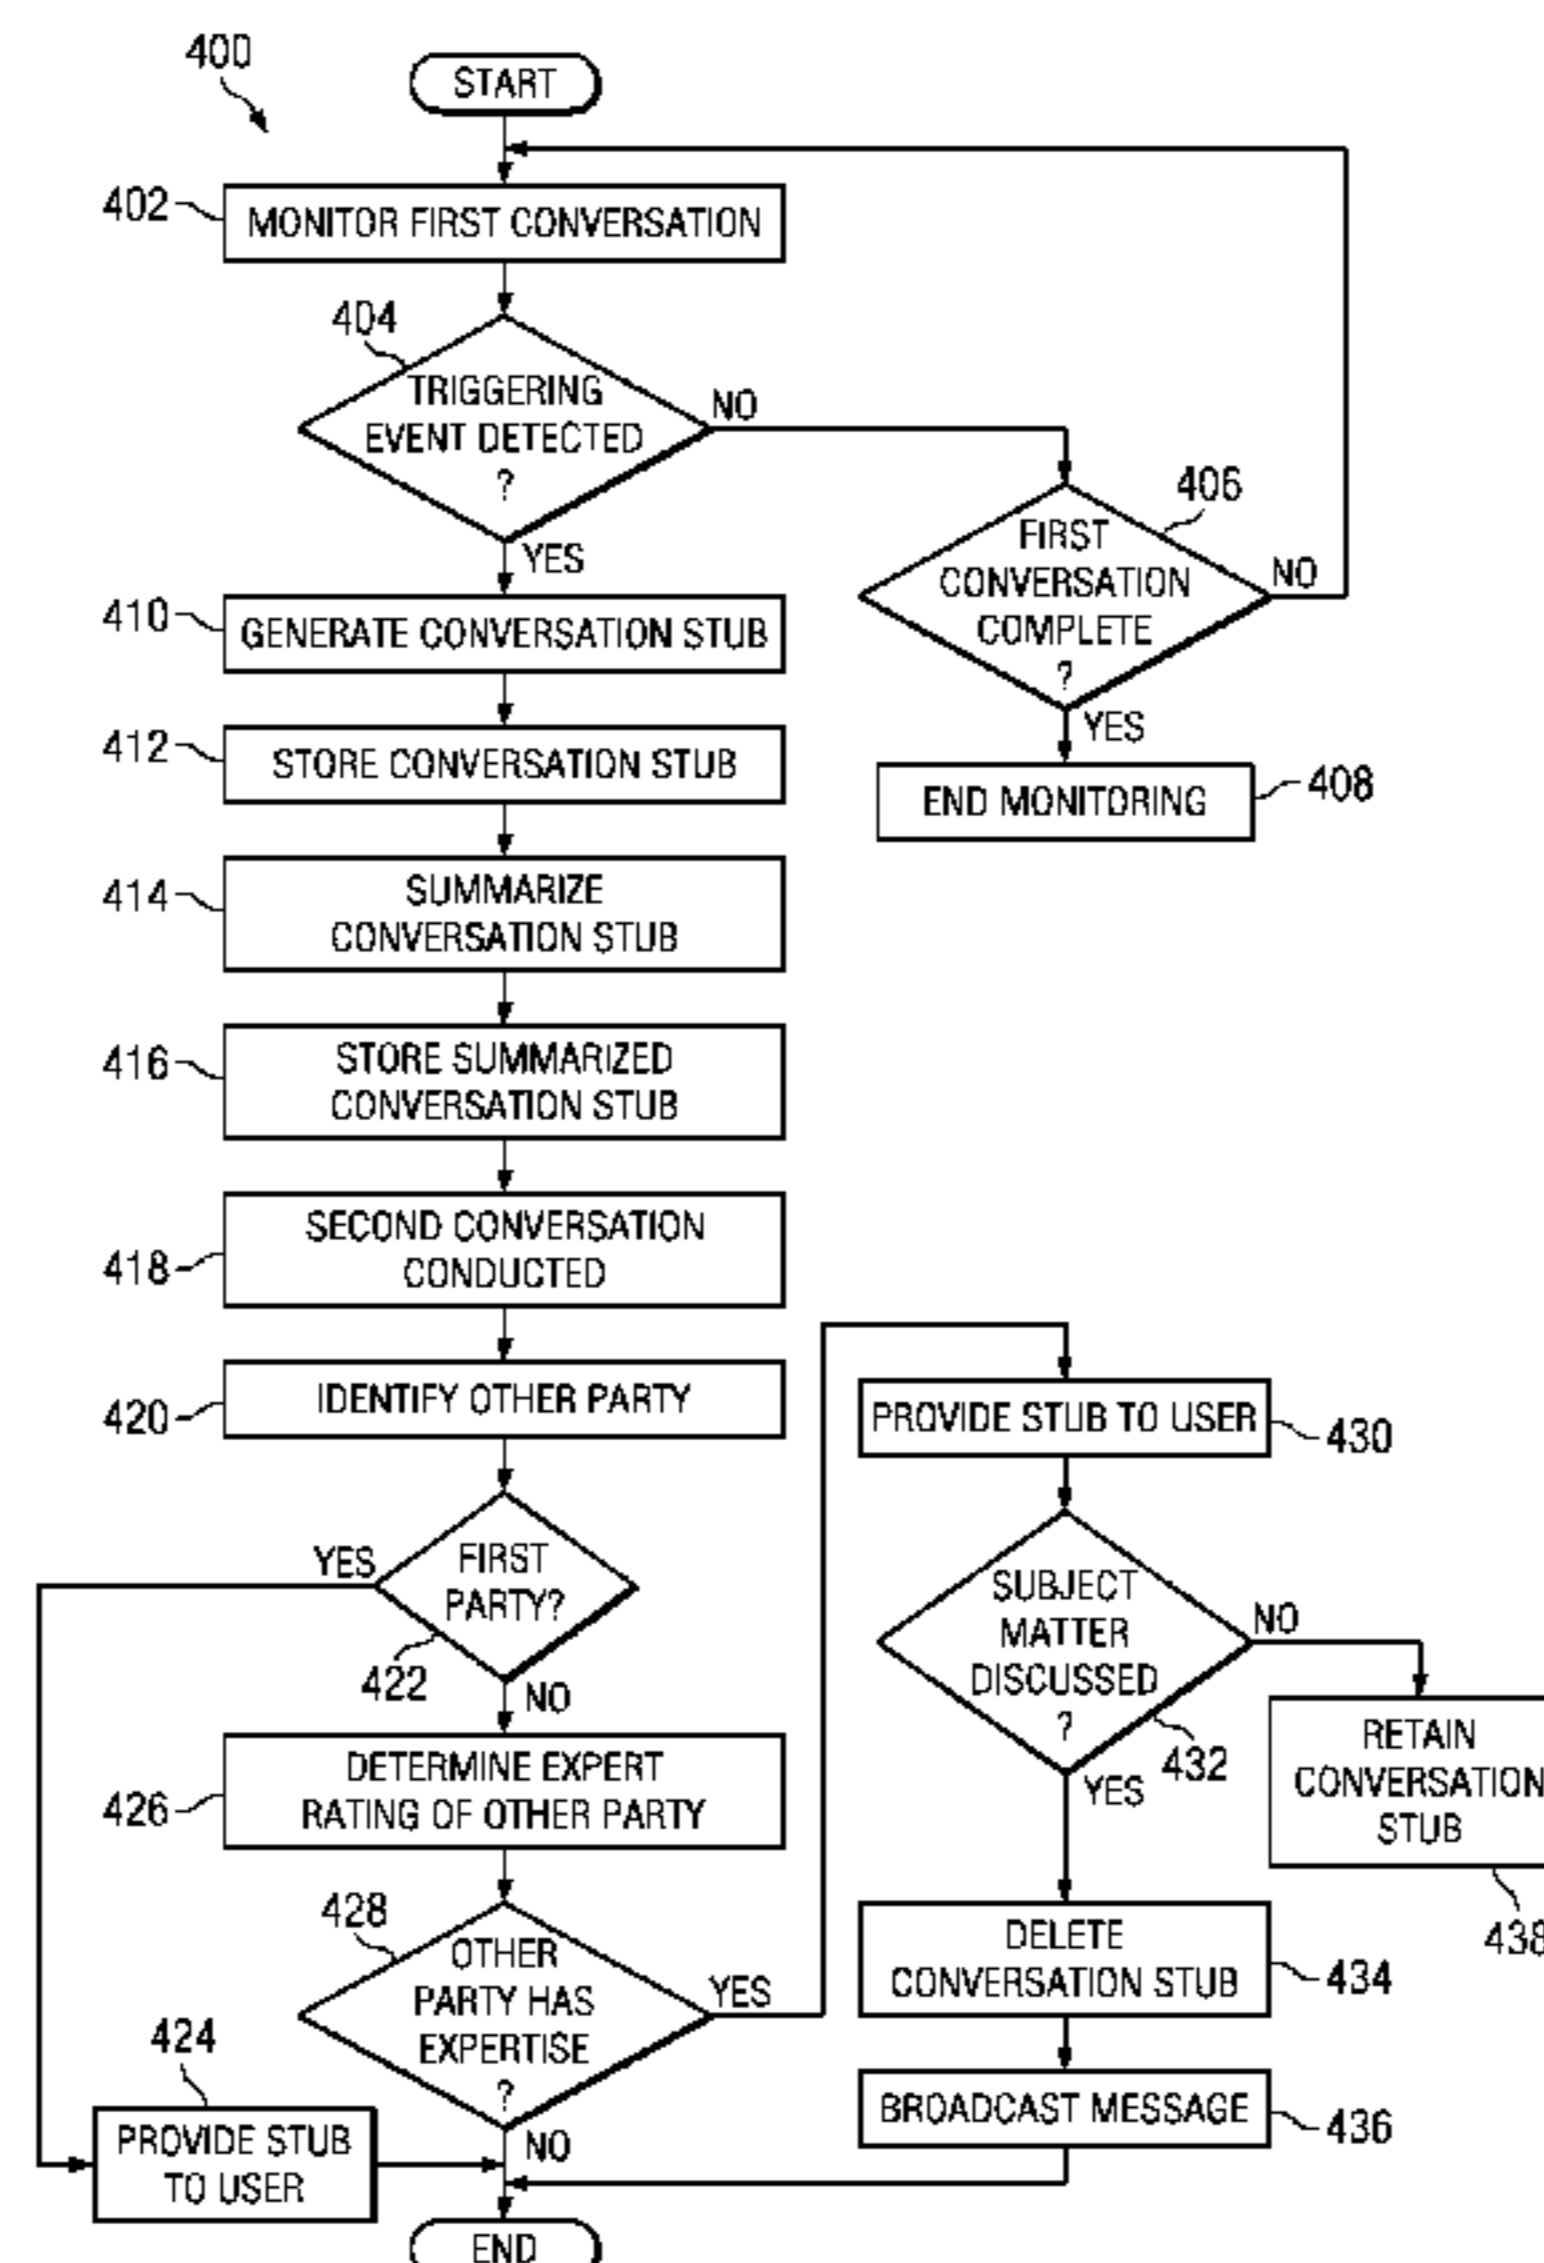 400
START
402
MONITOR FIRST CONVERSATION
404
TRIGGERING
EVENT DETECTED
?
NO
YES
406
FIRST
CONVERSATION
COMPLETE
?
NO
YES
END MONITORING
408
410
GENERATE CONVERSATION STUB
412
STORE CONVERSATION STUB
414
SUMMARIZE
CONVERSATION STUB
416
STORE SUMMARIZED
CONVERSATION STUB
418
SECOND CONVERSATION
CONDUCTED
420
IDENTIFY OTHER PARTY
YES
FIRST
PARTY?
422
NO
426
DETERMINE EXPERT
RATING OF OTHER PARTY
428
OTHER
PARTY HAS
EXPERTISE
?
YES
NO
424
PROVIDE STUB
TO USER
PROVIDE STUB TO USER
430
SUBJECT
MATTER
DISCUSSED
?
432
NO
YES
RETAIN
CONVERSATION
STUB
438
DELETE
CONVERSATION STUB
434
BROADCAST MESSAGE
436
END